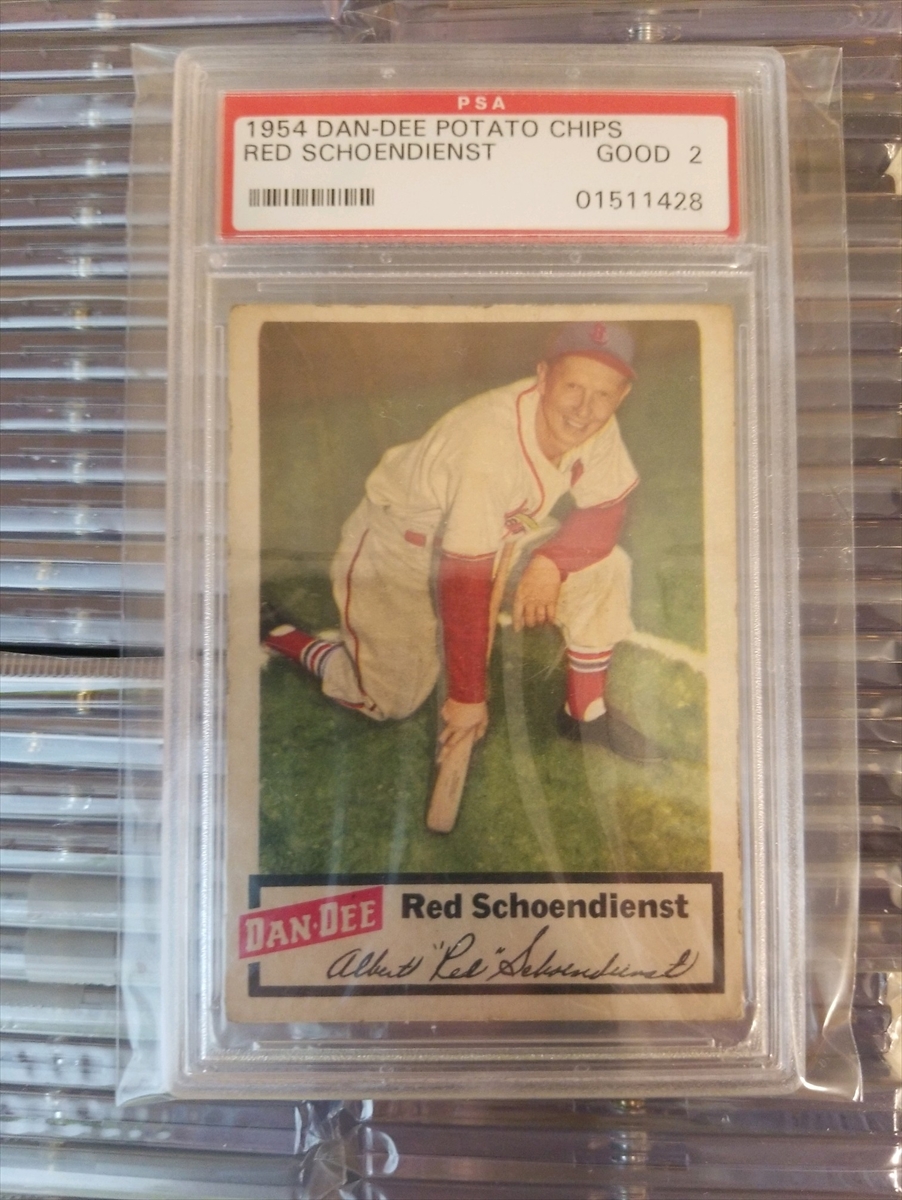 PSA
1954 DAN-DEE POTATO CHIPS
RED SCHOENDIENST GOOD 2
01511428
DAN·DEE Red Schoendienst
Albert "Red" Schoendienst